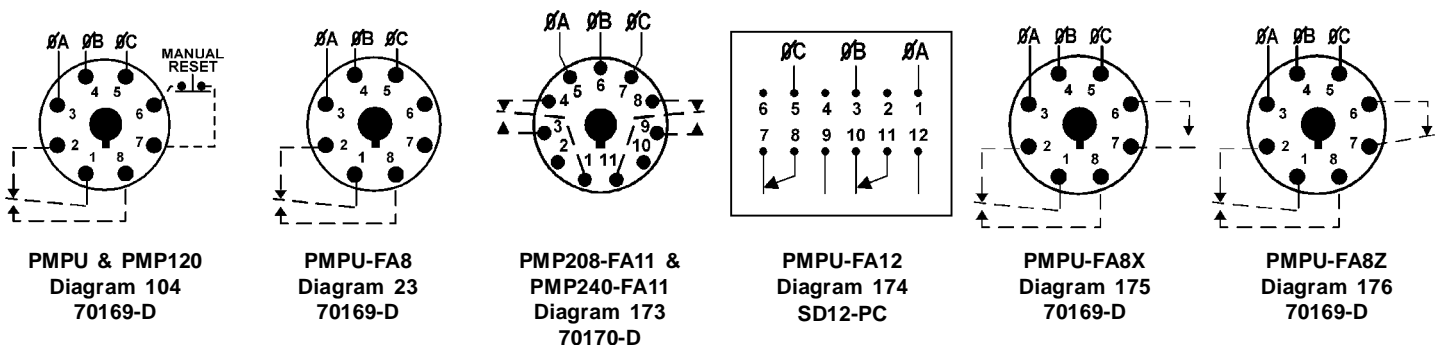 ØA ØB ØC
MANUAL
RESET
4 5
3 6
2 7
1 8
PMPU & PMP120
Diagram 104
70169-D
ØA ØB ØC
4 5
3 6
2 7
1 8
PMPU-FA8
Diagram 23
70169-D
ØA ØB ØC
5 6 7
4 8
3 9
2 10
1 11
PMP208-FA11 &
PMP240-FA11
Diagram 173
70170-D
ØC ØB ØA
6 5 4 3 2 1
7 8 9 10 11 12
PMPU-FA12
Diagram 174
SD12-PC
ØA ØB ØC
4 5
3 6
2 7
1 8
PMPU-FA8X
Diagram 175
70169-D
ØA ØB ØC
4 5
3 6
2 7
1 8
PMPU-FA8Z
Diagram 176
70169-D